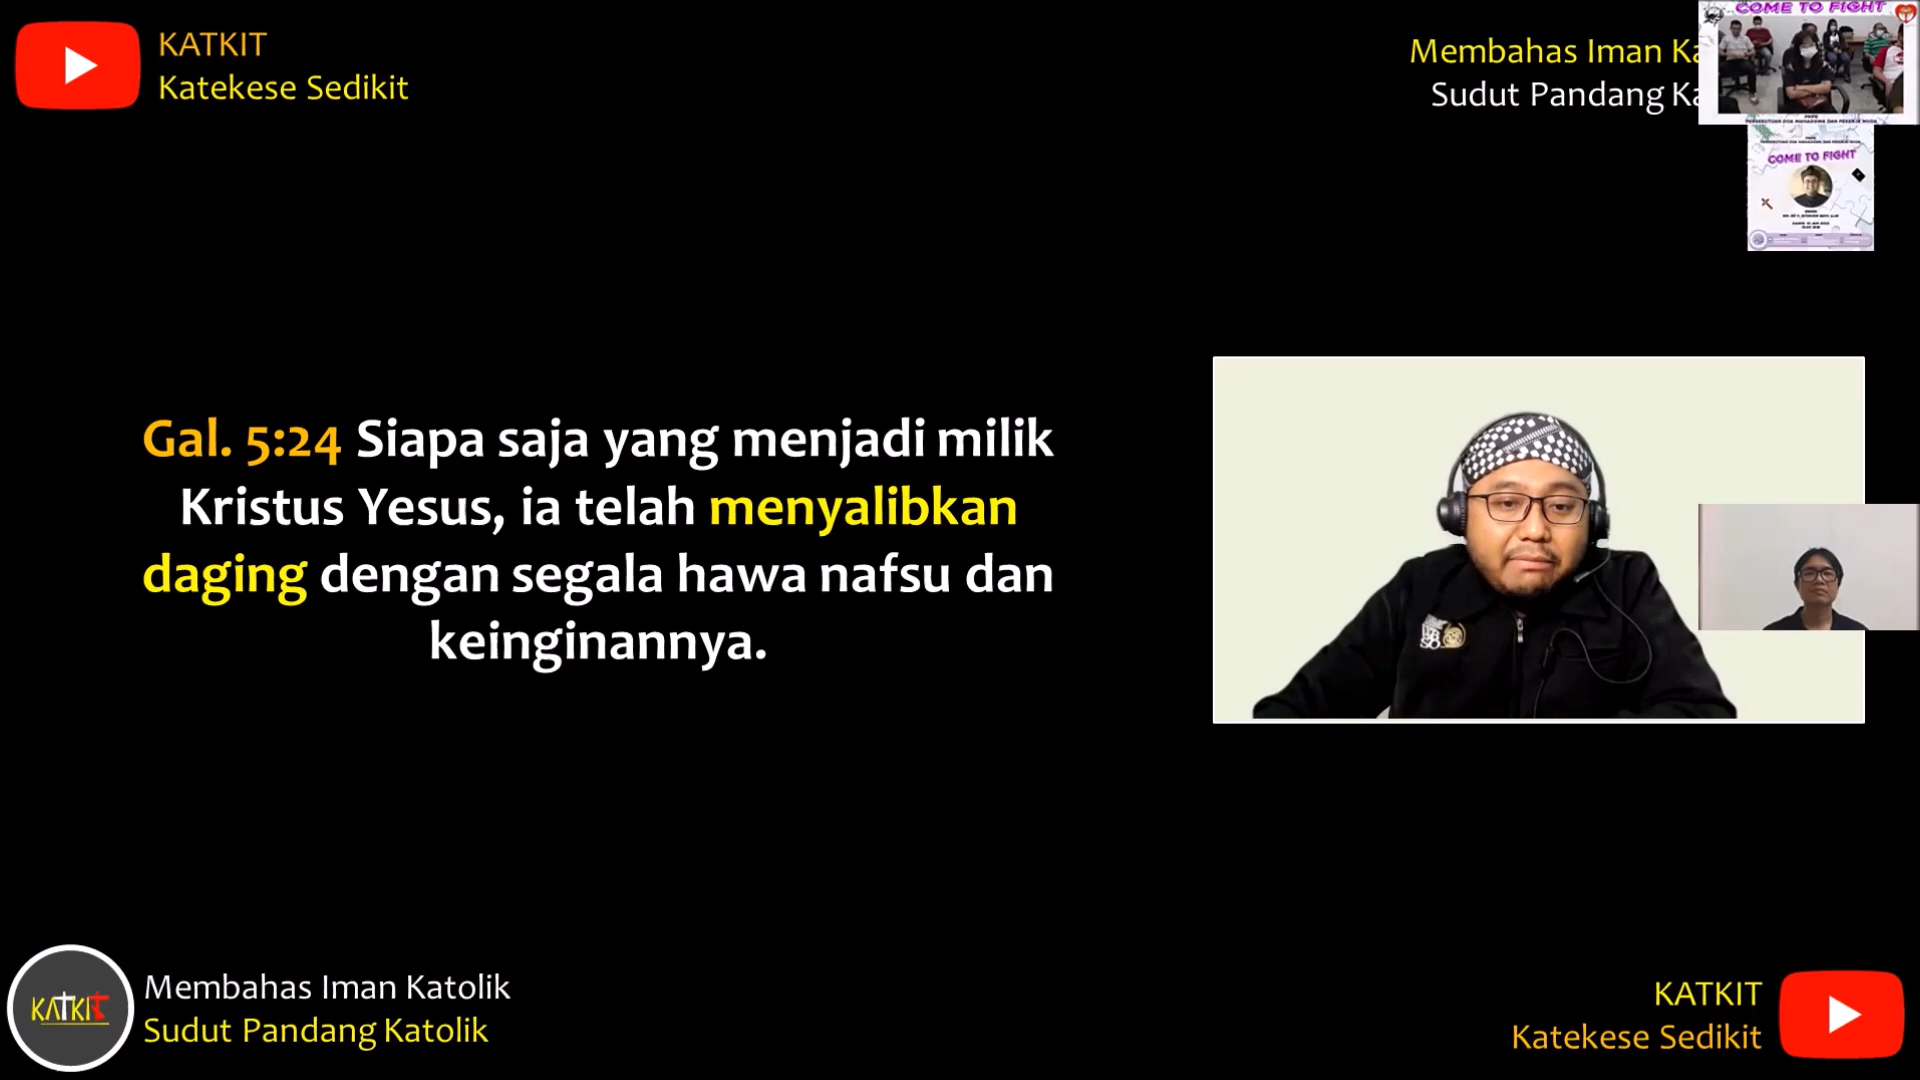 KATKIT
Katekese Sedikit
Membahas Iman Ka
Sudut Pandang Ka
COME TO FIGHT
COME TO FIGHT
Gal. 5:24 Siapa saja yang menjadi milik
Kristus Yesus, ia telah menyalibkan
daging dengan segala hawa nafsu dan
keinginannya.
KATKIT
Membahas Iman Katolik
Sudut Pandang Katolik
KATKIT
Katekese Sedikit